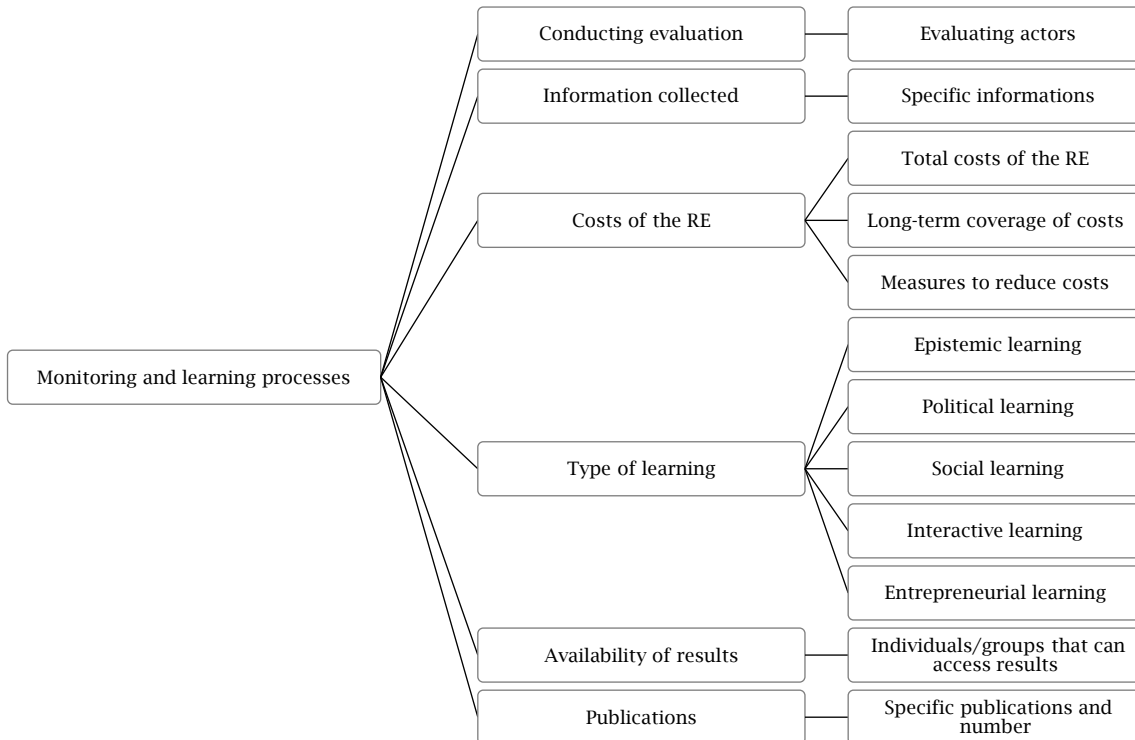 Conducting evaluation
Evaluating actors
Information collected
Specific informations
Total costs of the RE
Costs of the RE
Long-term coverage of costs
Measures to reduce costs
Monitoring and learning processes
Epistemic learning
Political learning
Type of learning
Social learning
Interactive learning
Entrepreneurial learning
Availability of results
Individuals/groups that can
access results
Publications
Specific publications and
number